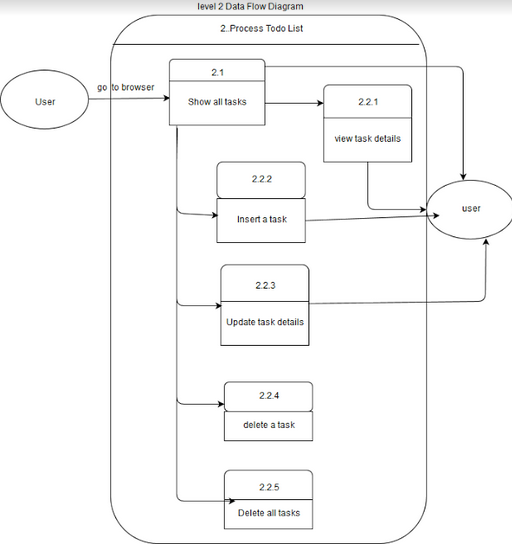 level 2 Data Flow Diagram
2. Process Todo List
User
go to browser
2.1
Show all tasks
2.2.1
view task details
2.2.2
Insert a task
user
2.2.3
Update task details
2.2.4
delete a task
2.2.5
Delete all tasks